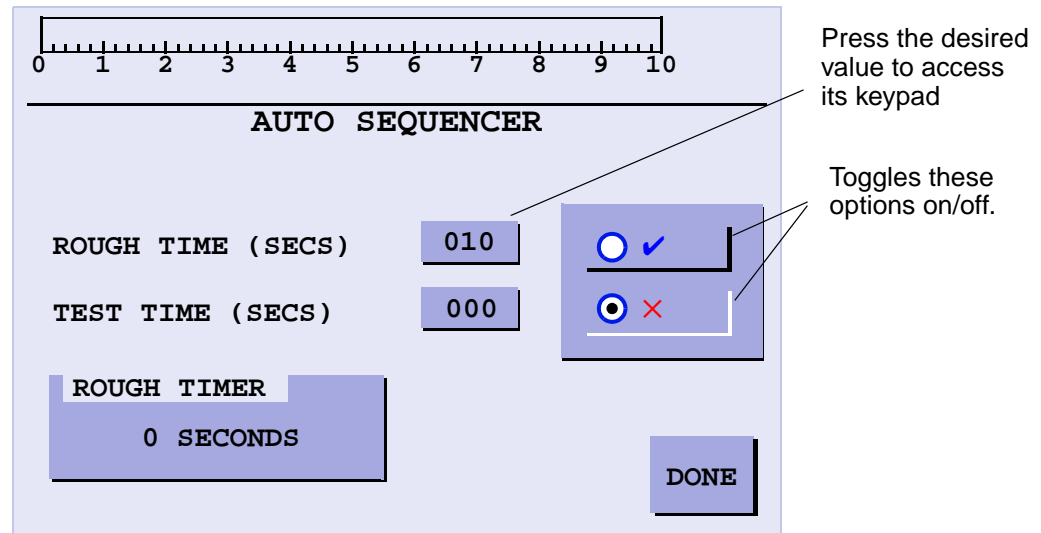 0 1 2 3 4 5 6 7 8 9 10
Press the desired
value to access
its keypad
AUTO SEQUENCER
Toggles these
options on/off.
ROUGH TIME (SECS) 010 ✔
TEST TIME (SECS) 000 ✕
ROUGH TIMER
0 SECONDS
DONE